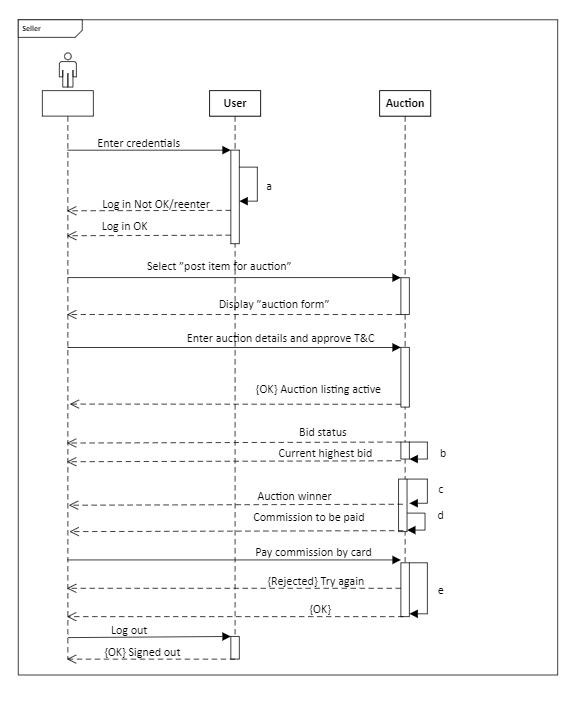 Seller
User
Auction
Enter credentials
a
Log in Not OK/reenter
Log in OK
Select "post item for auction"
Display "auction form"
Enter auction details and approve T&C
{OK} Auction listing active
Bid status
Current highest bid
b
c
Auction winner
Commission to be paid
d
Pay commission by card
{Rejected} Try again
e
{OK}
Log out
{OK} Signed out